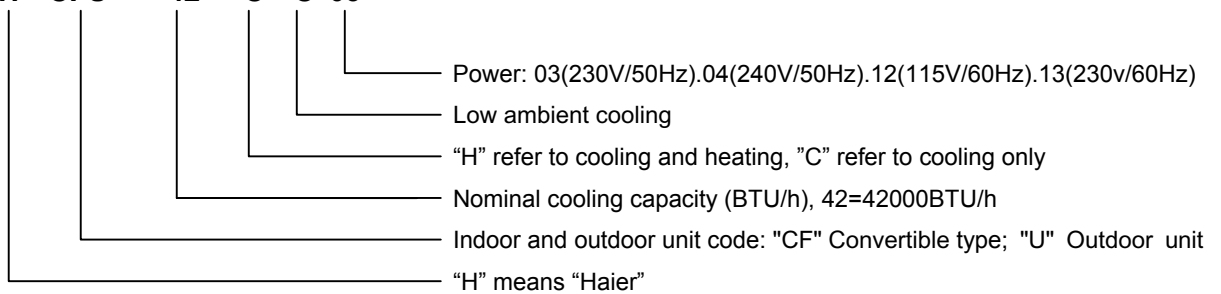 Power: 03(230V/50Hz).04(240V/50Hz).12(115V/60Hz).13(230v/60Hz)
Low ambient cooling
“H” refer to cooling and heating, ”C” refer to cooling only
Nominal cooling capacity (BTU/h), 42=42000BTU/h
Indoor and outdoor unit code: "CF" Convertible type; "U" Outdoor unit
“H” means “Haier”